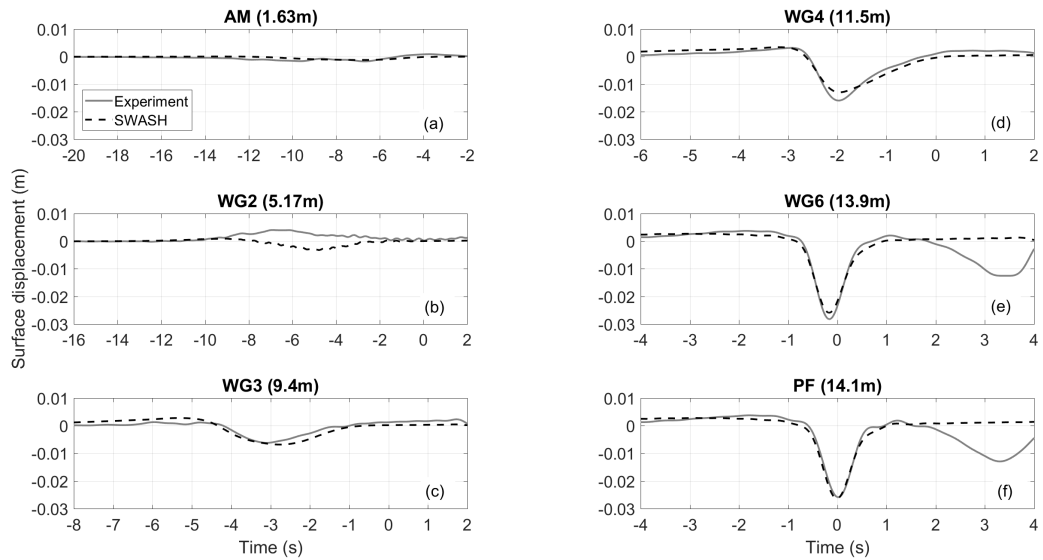 AM (1.63m)
0.01
0
-0.01
-0.02
-0.03
Experiment
SWASH
(a)
-20 -18 -16 -14 -12 -10 -8 -6 -4 -2
WG2 (5.17m)
0.01
0
-0.01
-0.02
-0.03
(b)
-16 -14 -12 -10 -8 -6 -4 -2 0 2
WG3 (9.4m)
0.01
0
-0.01
-0.02
-0.03
(c)
-8 -7 -6 -5 -4 -3 -2 -1 0 1 2
Time (s)
Surface displacement (m)
WG4 (11.5m)
0.01
0
-0.01
-0.02
-0.03
(d)
-6 -5 -4 -3 -2 -1 0 1 2
WG6 (13.9m)
0.01
0
-0.01
-0.02
-0.03
(e)
-4 -3 -2 -1 0 1 2 3 4
PF (14.1m)
0.01
0
-0.01
-0.02
-0.03
(f)
-4 -3 -2 -1 0 1 2 3 4
Time (s)